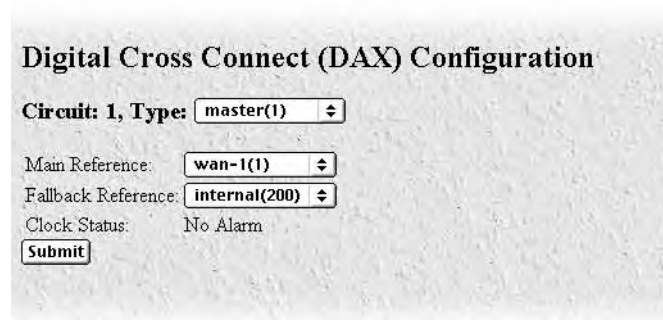 Digital Cross Connect (DAX) Configuration
Circuit: 1, Type: master(1)
Main Reference: wan-1(1)
Fallback Reference: internal(200)
Clock Status: No Alarm
Submit